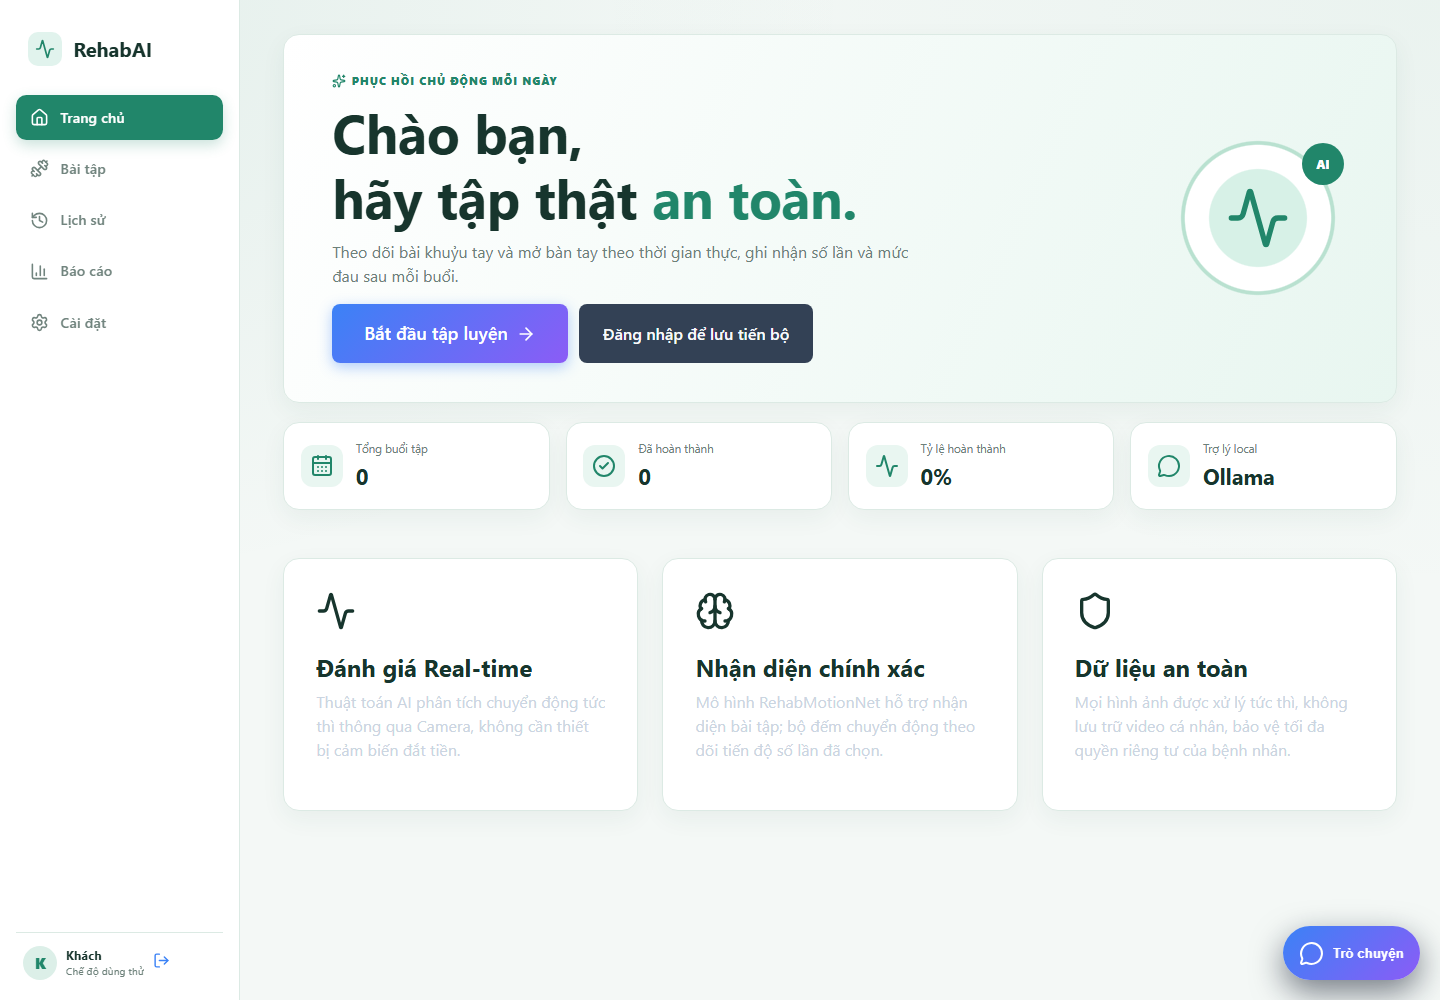 RehabAI
Trang chủ
Bài tập
Lịch sử
Báo cáo
Cài đặt
Khách
Chế độ dùng thử
K
PHỤC HỒI CHỦ ĐỘNG MỖI NGÀY
Chào bạn,
hãy tập thật an toàn.
Theo dõi bài khuỷu tay và mở bàn tay theo thời gian thực, ghi nhận số lần và mức
đau sau mỗi buổi.
Bắt đầu tập luyện
Đăng nhập để lưu tiến bộ
AI
Tổng buổi tập
0
Đã hoàn thành
0
Tỷ lệ hoàn thành
0%
Trợ lý local
Ollama
Đánh giá Real-time
Thuật toán AI phân tích chuyển động tức
thì thông qua Camera, không cần thiết
bị cảm biến đắt tiền.
Nhận diện chính xác
Mô hình RehabMotionNet hỗ trợ nhận
diện bài tập; bộ đếm chuyển động theo
dõi tiến độ số lần đã chọn.
Dữ liệu an toàn
Mọi hình ảnh được xử lý tức thì, không
lưu trữ video cá nhân, bảo vệ tối đa
quyền riêng tư của bệnh nhân.
Trò chuyện